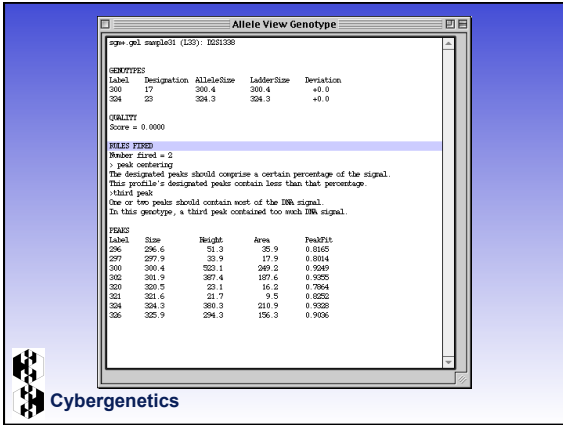 Allele View Genotype
sgm+.gel sample31 (L33): D2S1338
GENOTYPES
Label Designation AlleleSize LadderSize Deviation
300 17 300.4 300.4 +0.0
324 23 324.3 324.3 +0.0
QUALITY
Score = 0.0000
RULES FIRED
Number fired = 2
> peak centering
The designated peaks should comprise a certain percentage of the signal.
This profile's designated peaks contain less than that percentage.
>third peak
One or two peaks should contain most of the DNA signal.
In this genotype, a third peak contained too much DNA signal.
PEAKS
Label Size Height Area PeakFit
296 296.6 51.3 35.9 0.8165
297 297.9 33.9 17.9 0.8014
300 300.4 523.1 249.2 0.9249
302 301.9 387.4 187.6 0.9355
320 320.5 23.1 16.2 0.7864
321 321.6 21.7 9.5 0.8252
324 324.3 380.3 210.9 0.9328
326 325.9 294.3 156.3 0.9036
Cybergenetics